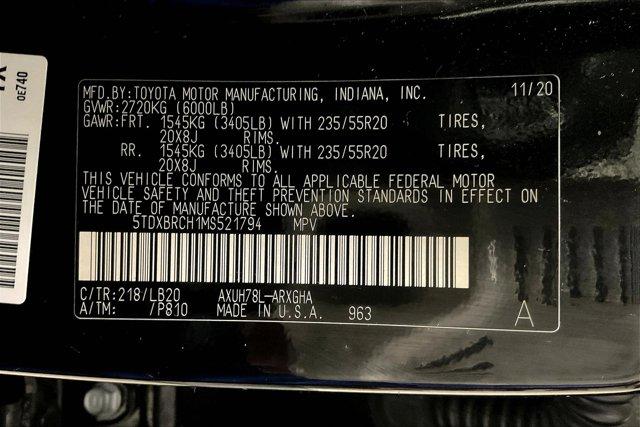 MFD.BY:TOYOTA MOTOR MANUFACTURING, INDIANA, INC. 11/20
GVWR:2720KG (6000LB)
GAWR:FRT. 1545KG (3405LB) WITH 235/55R20 TIRES,
20X8J RIMS.
RR. 1545KG (3405LB) WITH 235/55R20 TIRES,
20X8J RIMS.
THIS VEHICLE CONFORMS TO ALL APPLICABLE FEDERAL MOTOR
VEHICLE SAFETY AND THEFT PREVENTION STANDARDS IN EFFECT ON
THE DATE OF MANUFACTURE SHOWN ABOVE.
5TDXBRCH1MS521794 MPV
C/TR:218/LB20 AXUH78L-ARXGHA
A/TM: /P810 MADE IN U.S.A. 963 A
0E740